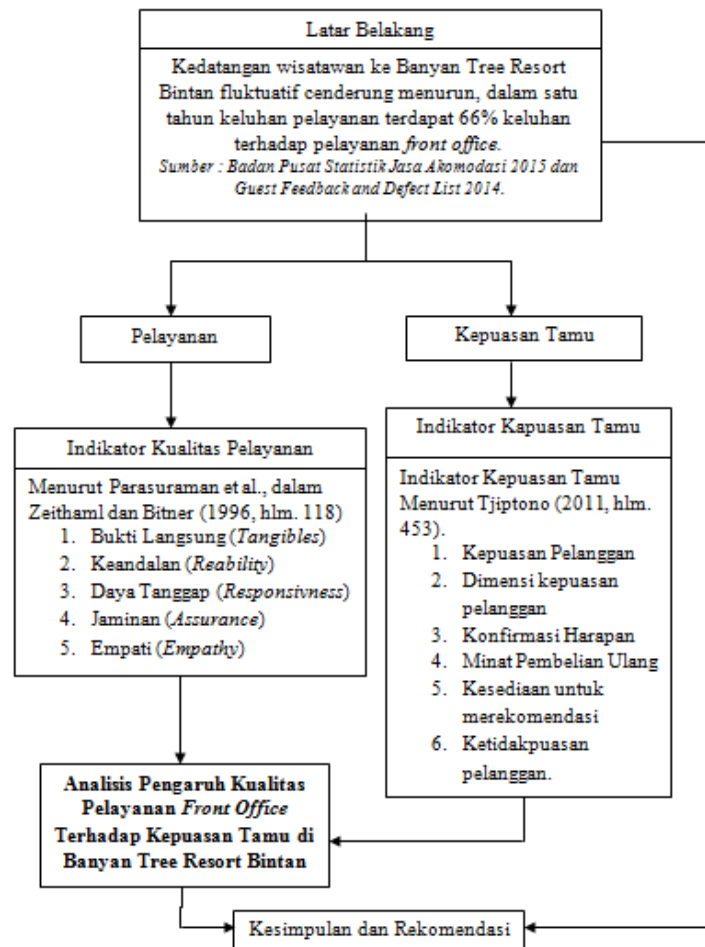 Latar Belakang
Kedatangan wisatawan ke Banyan Tree Resort
Bintan fluktuatif cenderung menurun, dalam satu
tahun keluhan pelayanan terdapat 66% keluhan
terhadap pelayanan front office.
Sumber : Badan Pusat Statistik Jasa Akomodasi 2015 dan
Guest Feedback and Defect List 2014.
Pelayanan
Kepuasan Tamu
Indikator Kualitas Pelayanan
Menurut Parasuraman et al., dalam
Zeithaml dan Bitner (1996, hlm. 118)
1. Bukti Langsung (Tangibles)
2. Keandalan (Reability)
3. Daya Tanggap (Responsivness)
4. Jaminan (Assurance)
5. Empati (Empathy)
Indikator Kapuasan Tamu
Indikator Kepuasan Tamu
Menurut Tjiptono (2011, hlm.
453).
1. Kepuasan Pelanggan
2. Dimensi kepuasan
pelanggan
3. Konfirmasi Harapan
4. Minat Pembelian Ulang
5. Kesediaan untuk
merekomendasi
6. Ketidakpuasan
pelanggan.
Analisis Pengaruh Kualitas
Pelayanan Front Office
Terhadap Kepuasan Tamu di
Banyan Tree Resort Bintan
Kesimpulan dan Rekomendasi